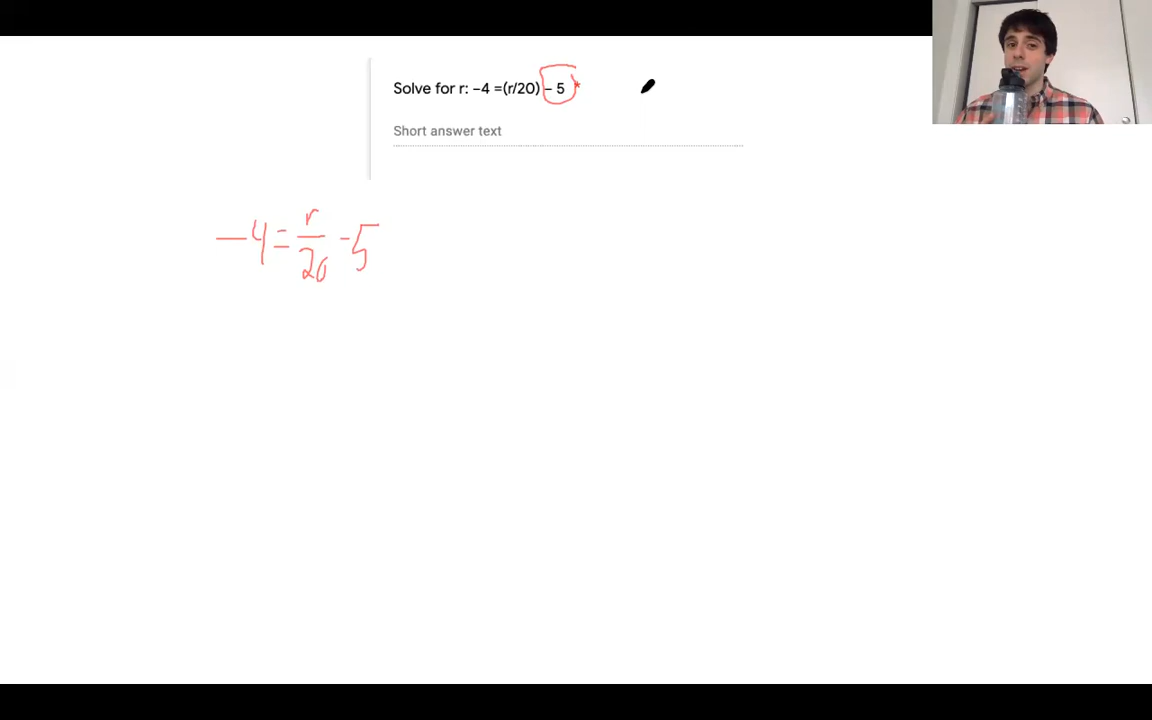 Solve for r: −4 =(r/20) − 5 *
Short answer text
—4 = r/20 -5